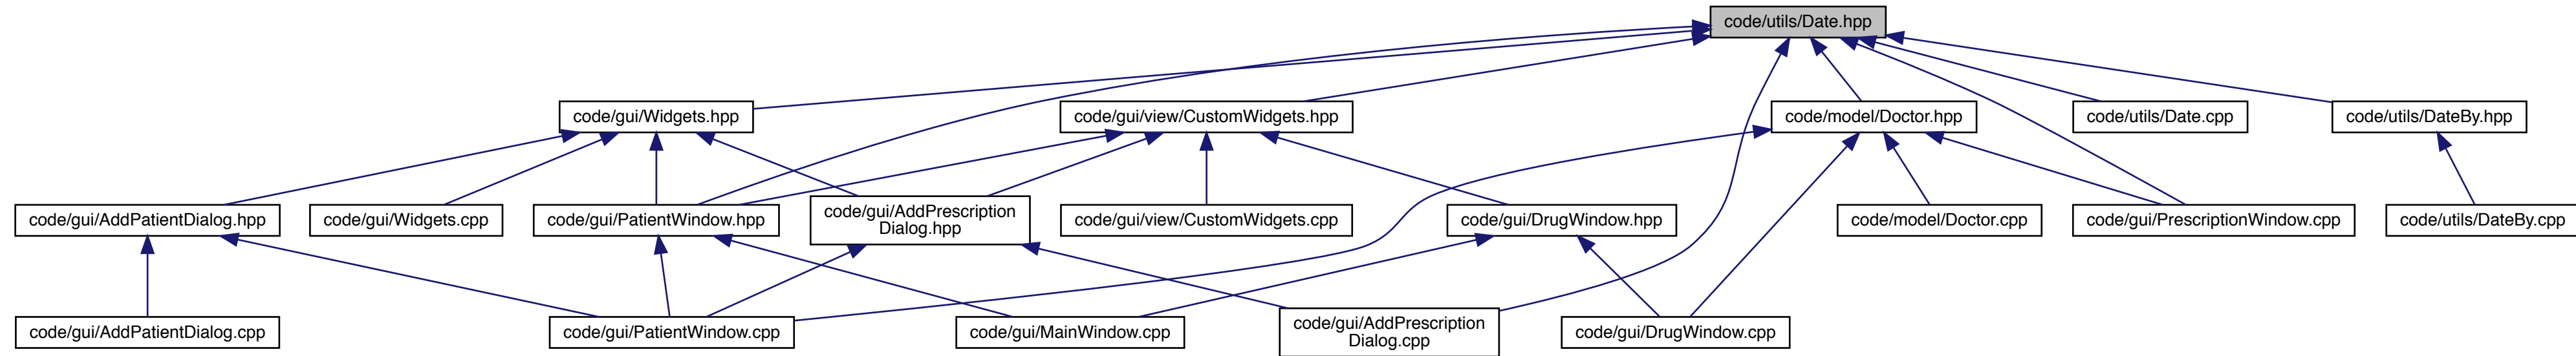 code/utils/Date.hpp
code/gui/Widgets.hpp
code/gui/view/CustomWidgets.hpp
code/model/Doctor.hpp
code/utils/Date.cpp
code/utils/DateBy.hpp
code/gui/AddPatientDialog.hpp
code/gui/Widgets.cpp
code/gui/PatientWindow.hpp
code/gui/AddPrescription
Dialog.hpp
code/gui/view/CustomWidgets.cpp
code/gui/DrugWindow.hpp
code/model/Doctor.cpp
code/gui/PrescriptionWindow.cpp
code/utils/DateBy.cpp
code/gui/AddPatientDialog.cpp
code/gui/PatientWindow.cpp
code/gui/MainWindow.cpp
code/gui/AddPrescription
Dialog.cpp
code/gui/DrugWindow.cpp